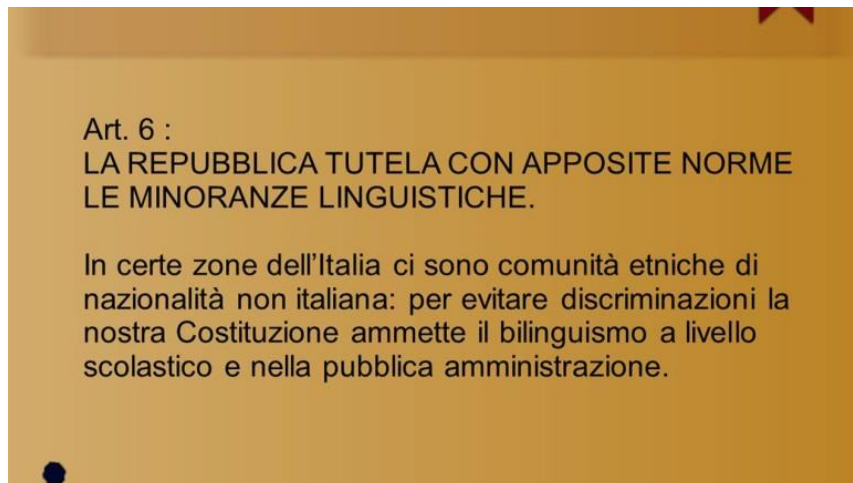 Art. 6 :
LA REPUBBLICA TUTELA CON APPOSITE NORME
LE MINORANZE LINGUISTICHE.
In certe zone dell’Italia ci sono comunità etniche di
nazionalità non italiana: per evitare discriminazioni la
nostra Costituzione ammette il bilinguismo a livello
scolastico e nella pubblica amministrazione.